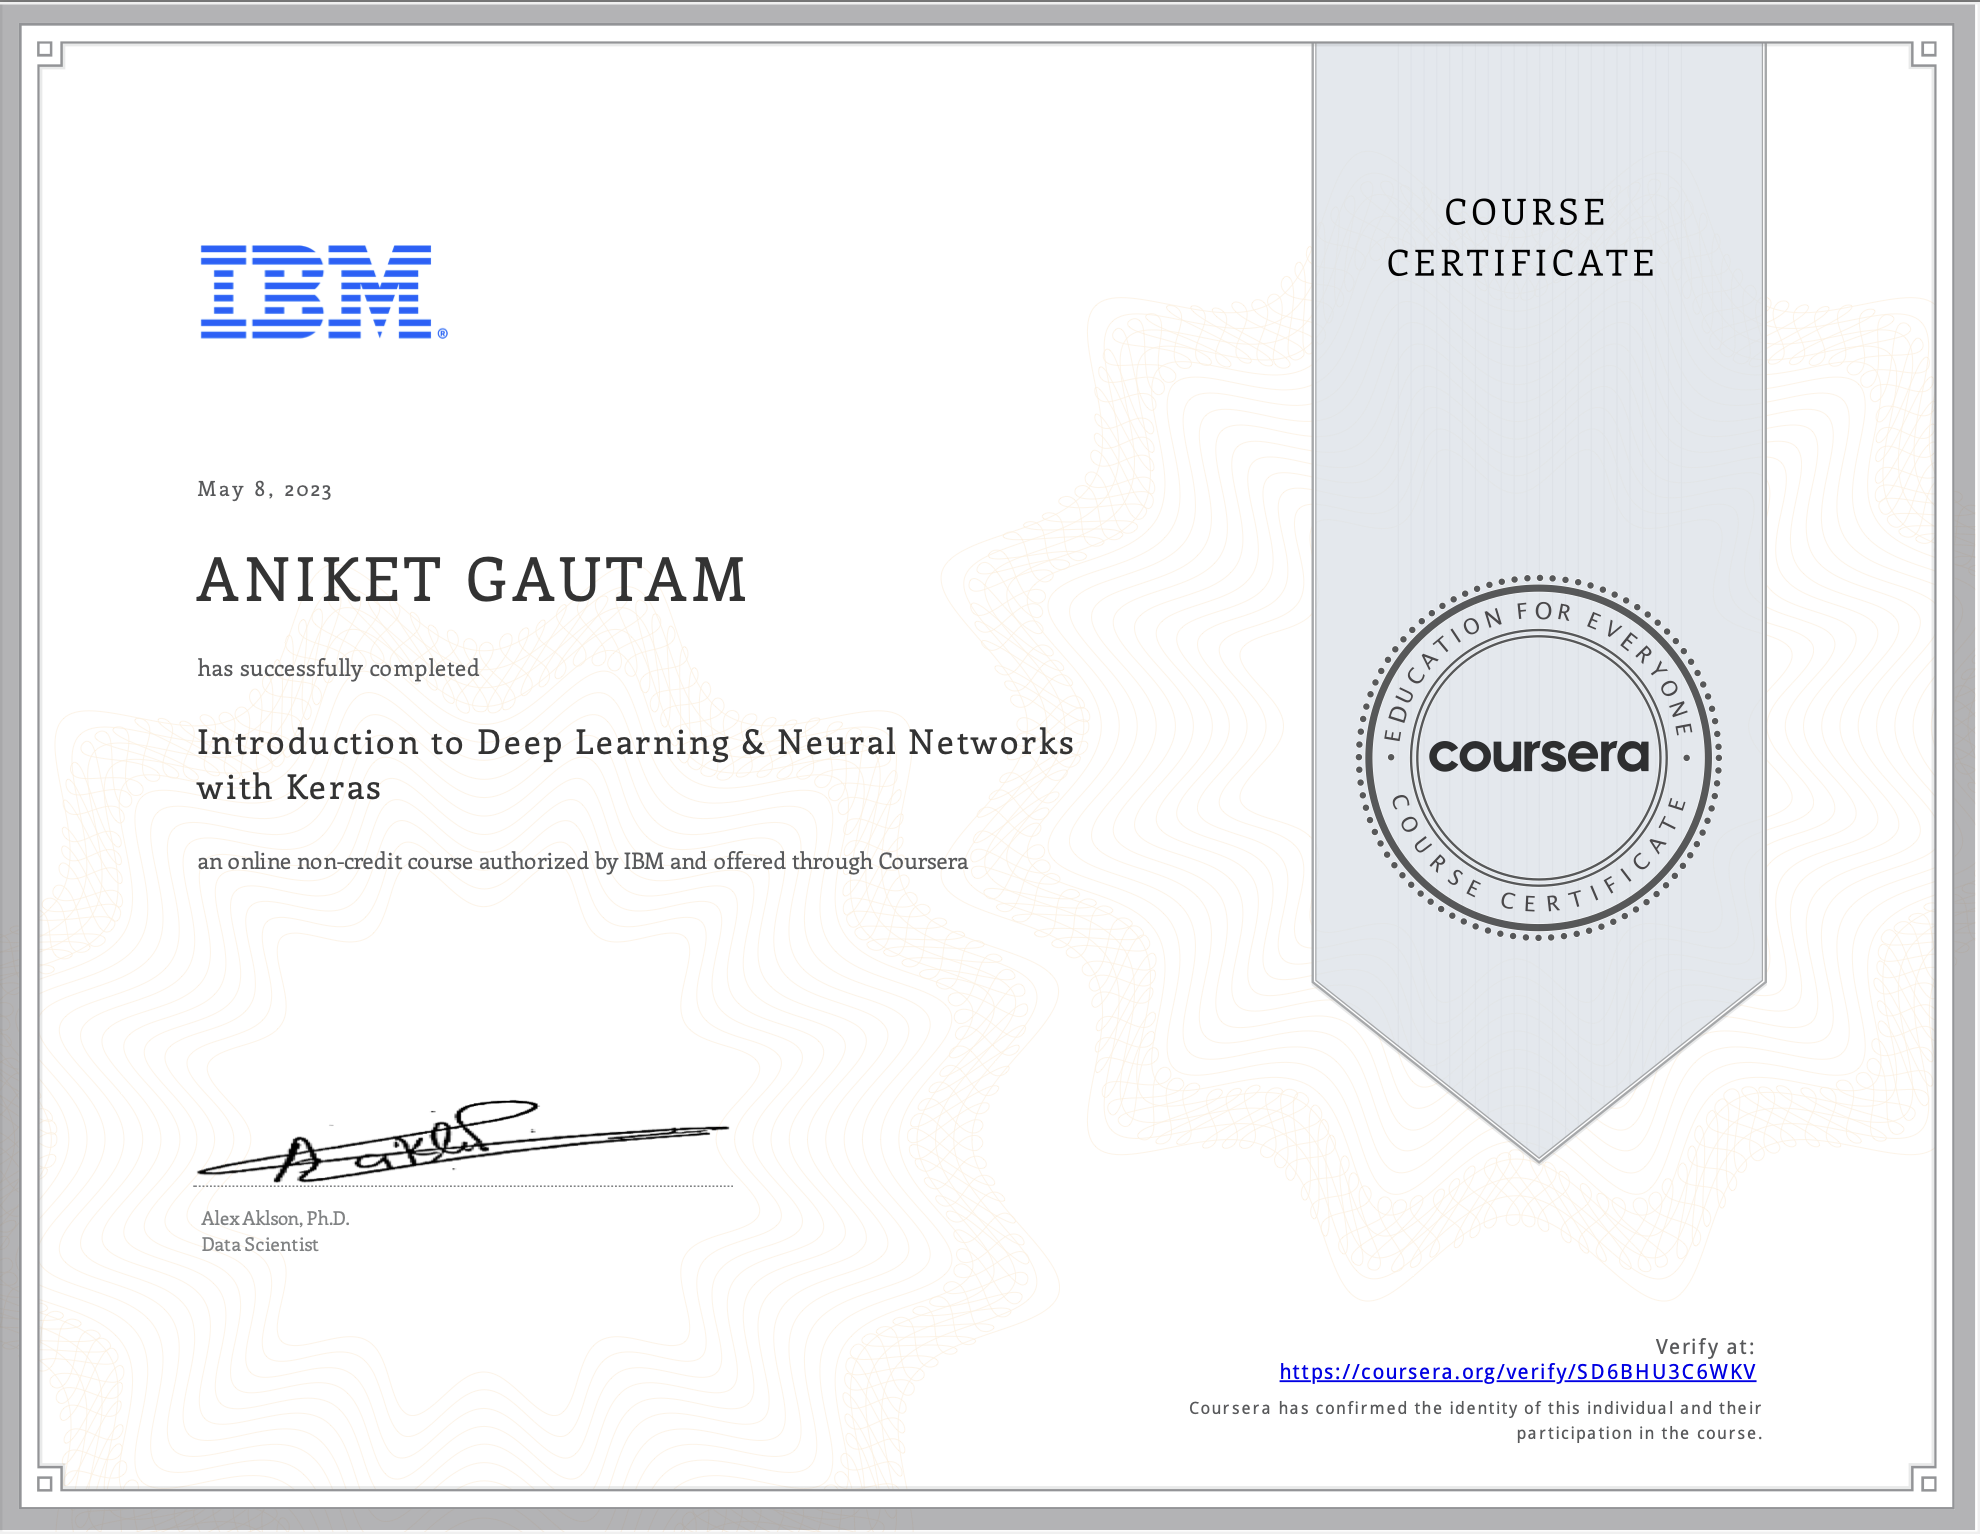 IBM®
COURSE
CERTIFICATE
May 8, 2023
ANIKET GAUTAM
has successfully completed
Introduction to Deep Learning & Neural Networks
with Keras
an online non-credit course authorized by IBM and offered through Coursera
EDUCATION FOR EVERYONE
coursera
COURSE CERTIFICATE
Alex Aklson, Ph.D.
Data Scientist
Verify at:
https://coursera.org/verify/SD6BHU3C6WKV
Coursera has confirmed the identity of this individual and their
participation in the course.